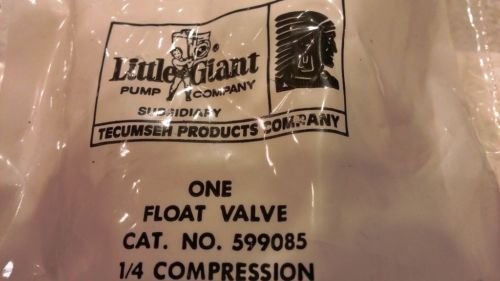 Little Giant
PUMP COMPANY
SUBSIDIARY
TECUMSEH PRODUCTS COMPANY
ONE
FLOAT VALVE
CAT. NO. 599085
1/4 COMPRESSION